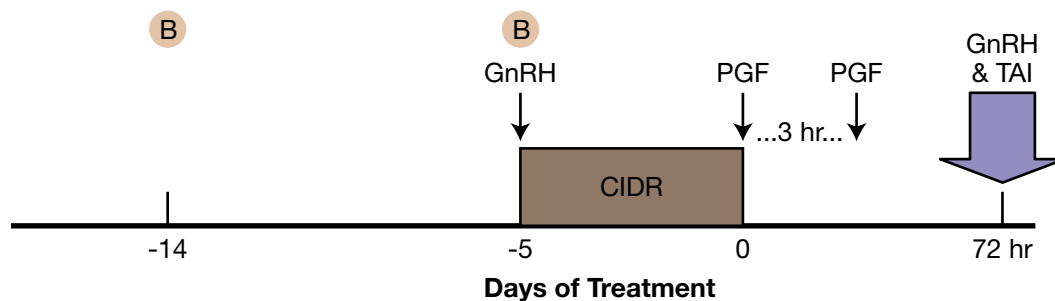 B
B
GnRH
PGF
PGF
GnRH
& TAI
...3 hr...
CIDR
-14
-5
0
72 hr
Days of Treatment